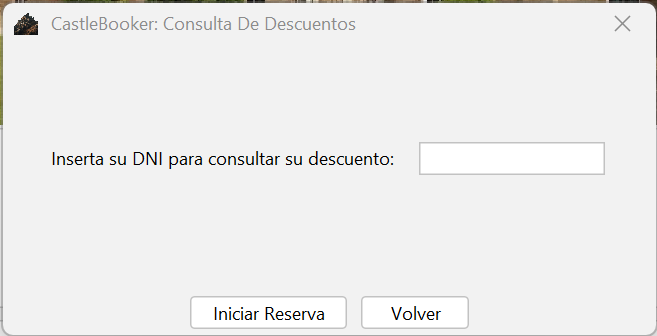 CastleBooker: Consulta De Descuentos
Inserta su DNI para consultar su descuento:
Iniciar Reserva
Volver